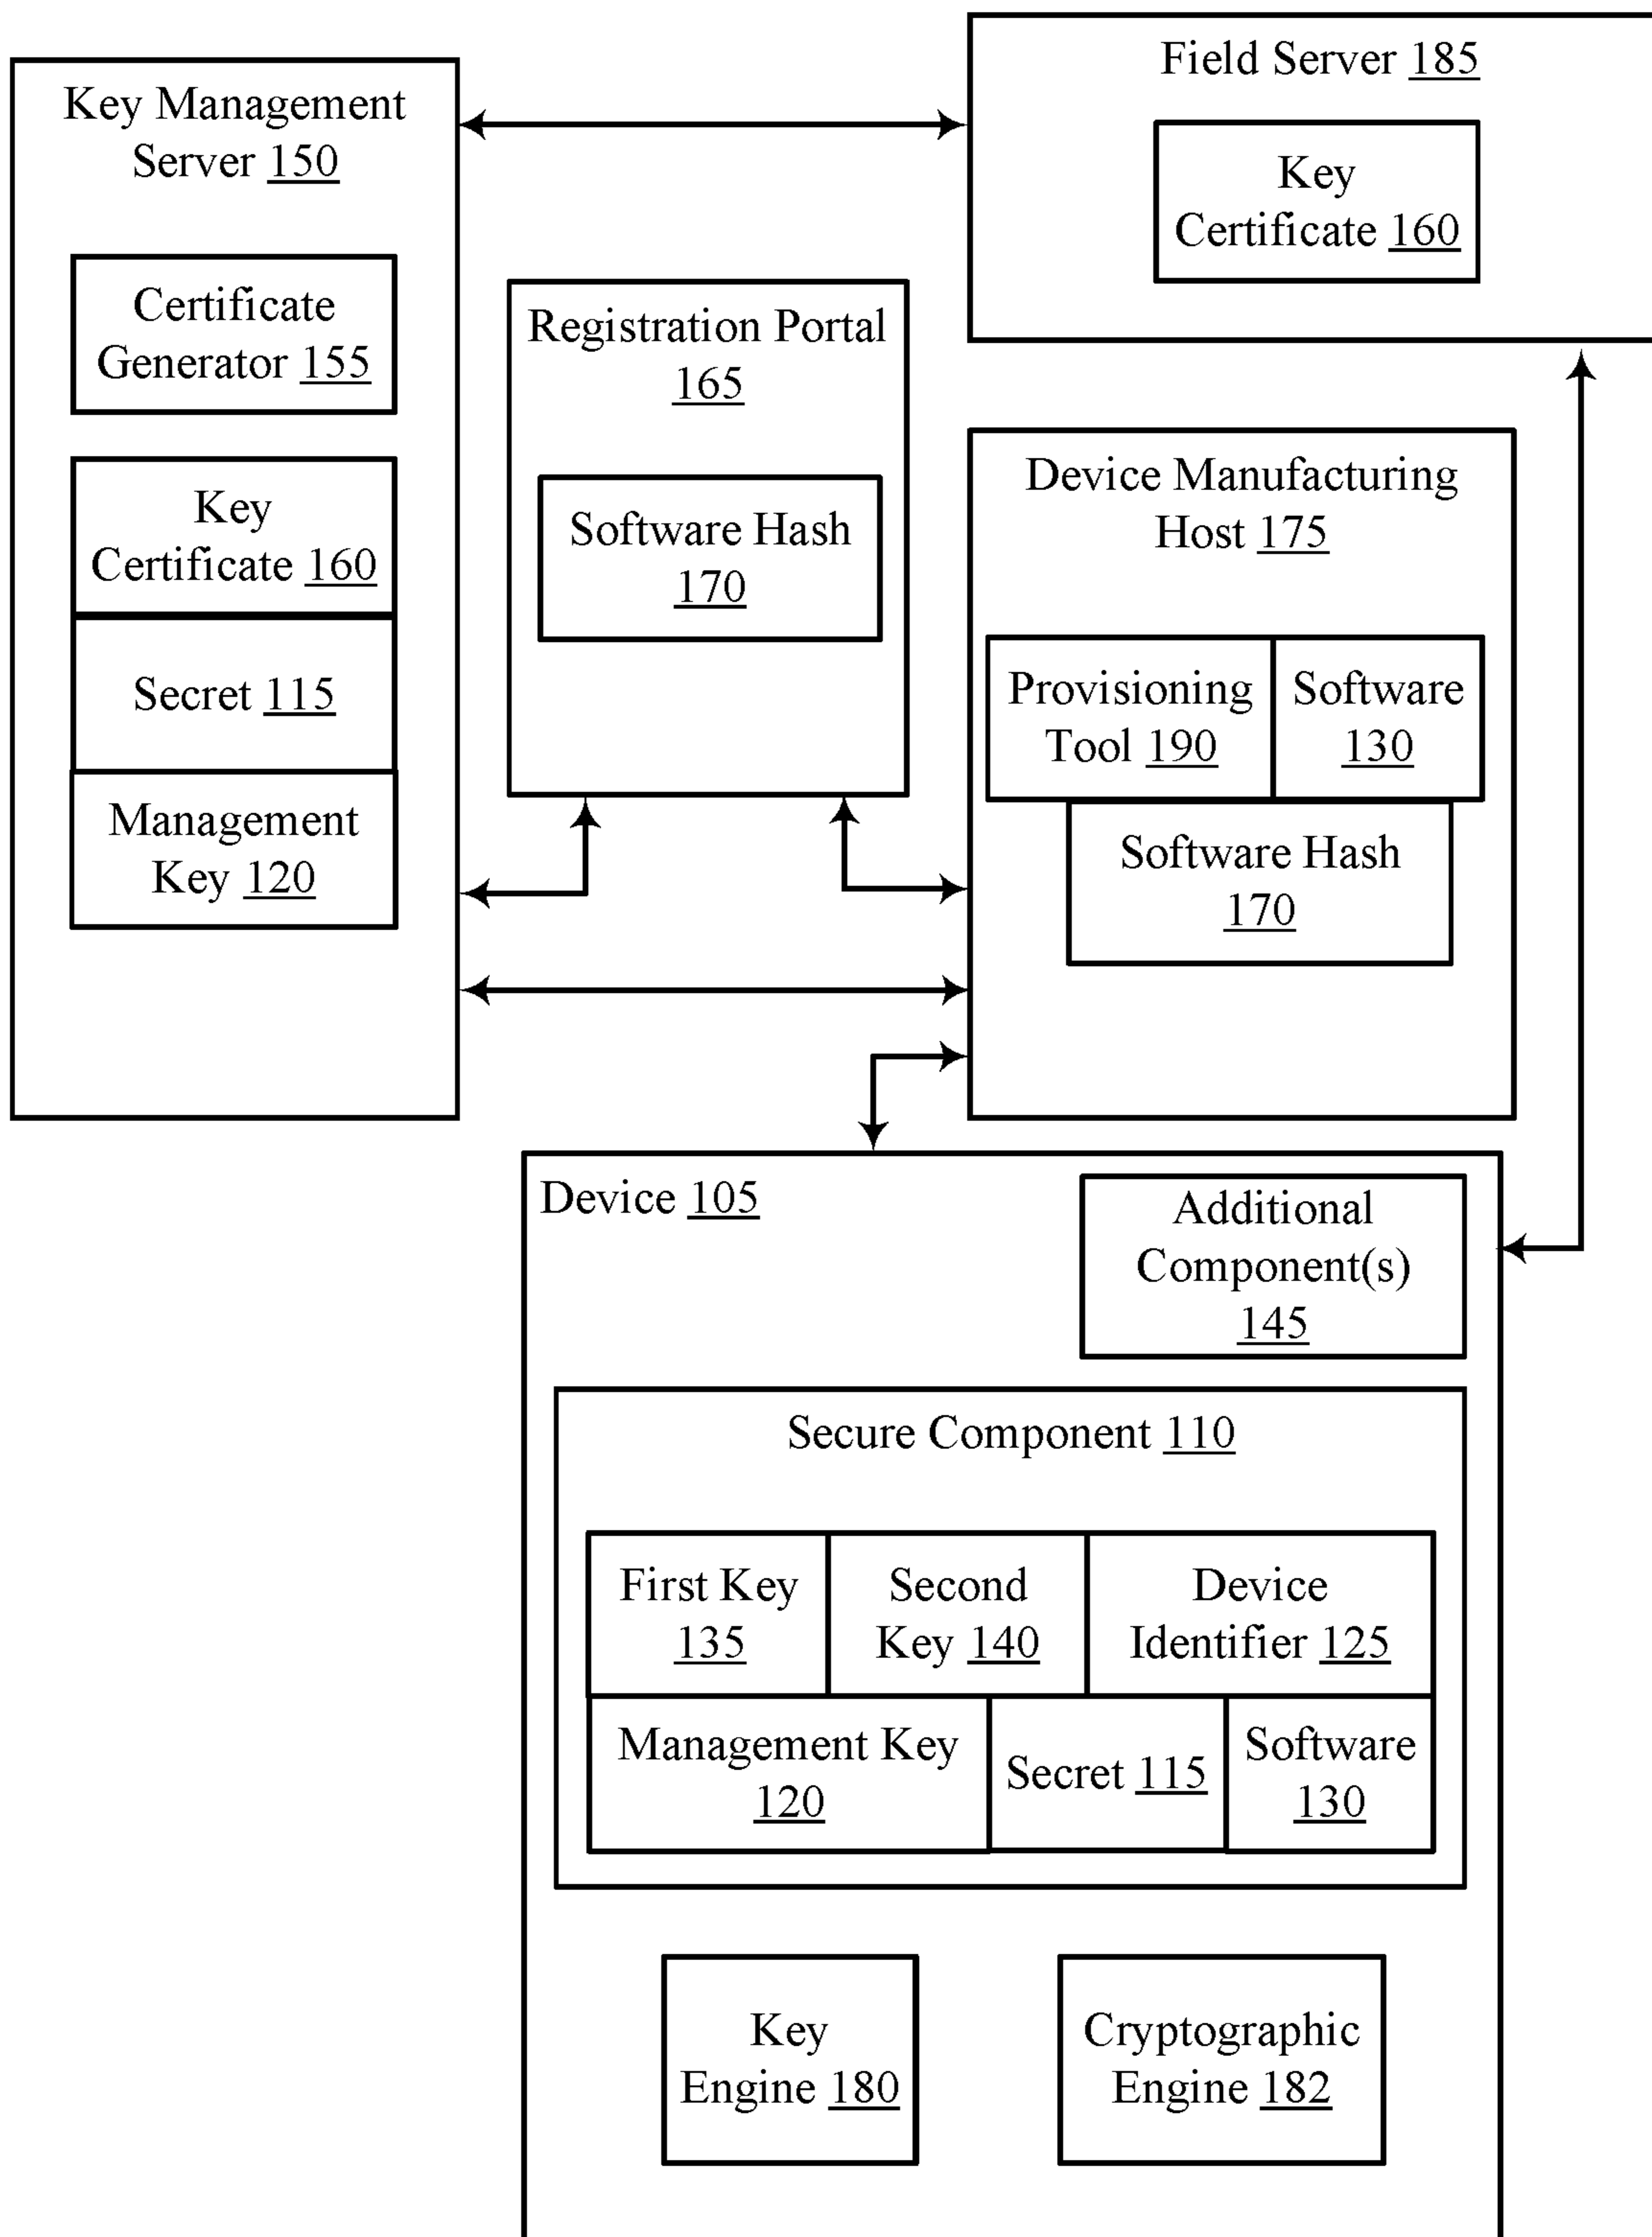 Key Management
Server 150
Certificate
Generator 155
Key
Certificate 160
Secret 115
Management
Key 120
Registration Portal
165
Software Hash
170
Field Server 185
Key
Certificate 160
Device Manufacturing
Host 175
Provisioning
Tool 190
Software
130
Software Hash
170
Device 105
Additional
Component(s)
145
Secure Component 110
First Key
135
Second
Key 140
Device
Identifier 125
Management Key
120
Secret 115
Software
130
Key
Engine 180
Cryptographic
Engine 182